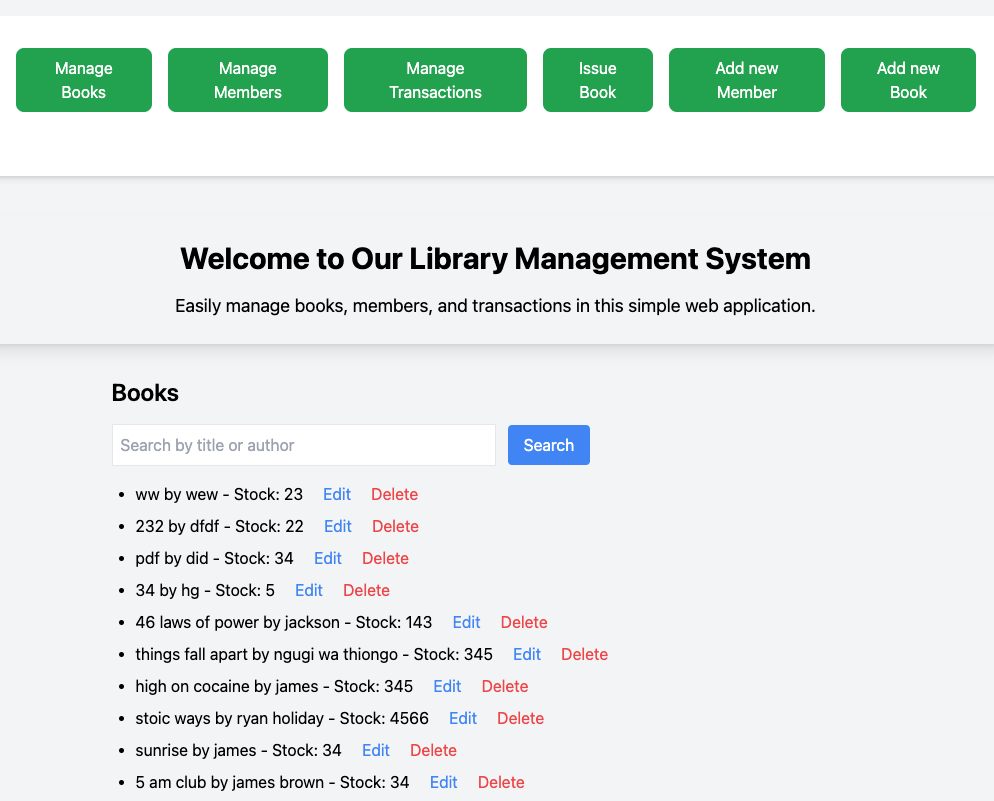 Manage Books
Manage Members
Manage Transactions
Issue Book
Add new Member
Add new Book
Welcome to Our Library Management System
Easily manage books, members, and transactions in this simple web application.
Books
Search by title or author Search
• ww by wew - Stock: 23 Edit Delete
• 232 by dfdf - Stock: 22 Edit Delete
• pdf by did - Stock: 34 Edit Delete
• 34 by hg - Stock: 5 Edit Delete
• 46 laws of power by jackson - Stock: 143 Edit Delete
• things fall apart by ngugi wa thiongo - Stock: 345 Edit Delete
• high on cocaine by james - Stock: 345 Edit Delete
• stoic ways by ryan holiday - Stock: 4566 Edit Delete
• sunrise by james - Stock: 34 Edit Delete
• 5 am club by james brown - Stock: 34 Edit Delete